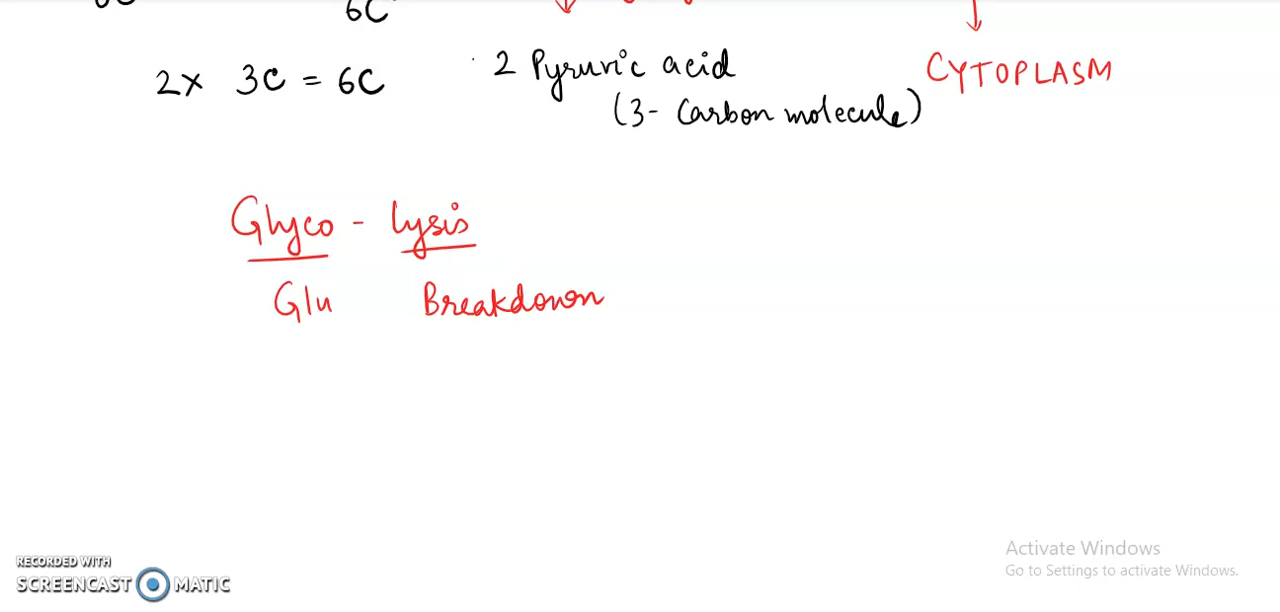 6C
2x 3C = 6C
2 Pyruvic acid
(3- Carbon molecule)
CYTOPLASM
Glyco - lysis
Glu Breakdown
Activate Windows
Go to Settings to activate Windows.
RECORDED WITH
SCREENCAST MATIC